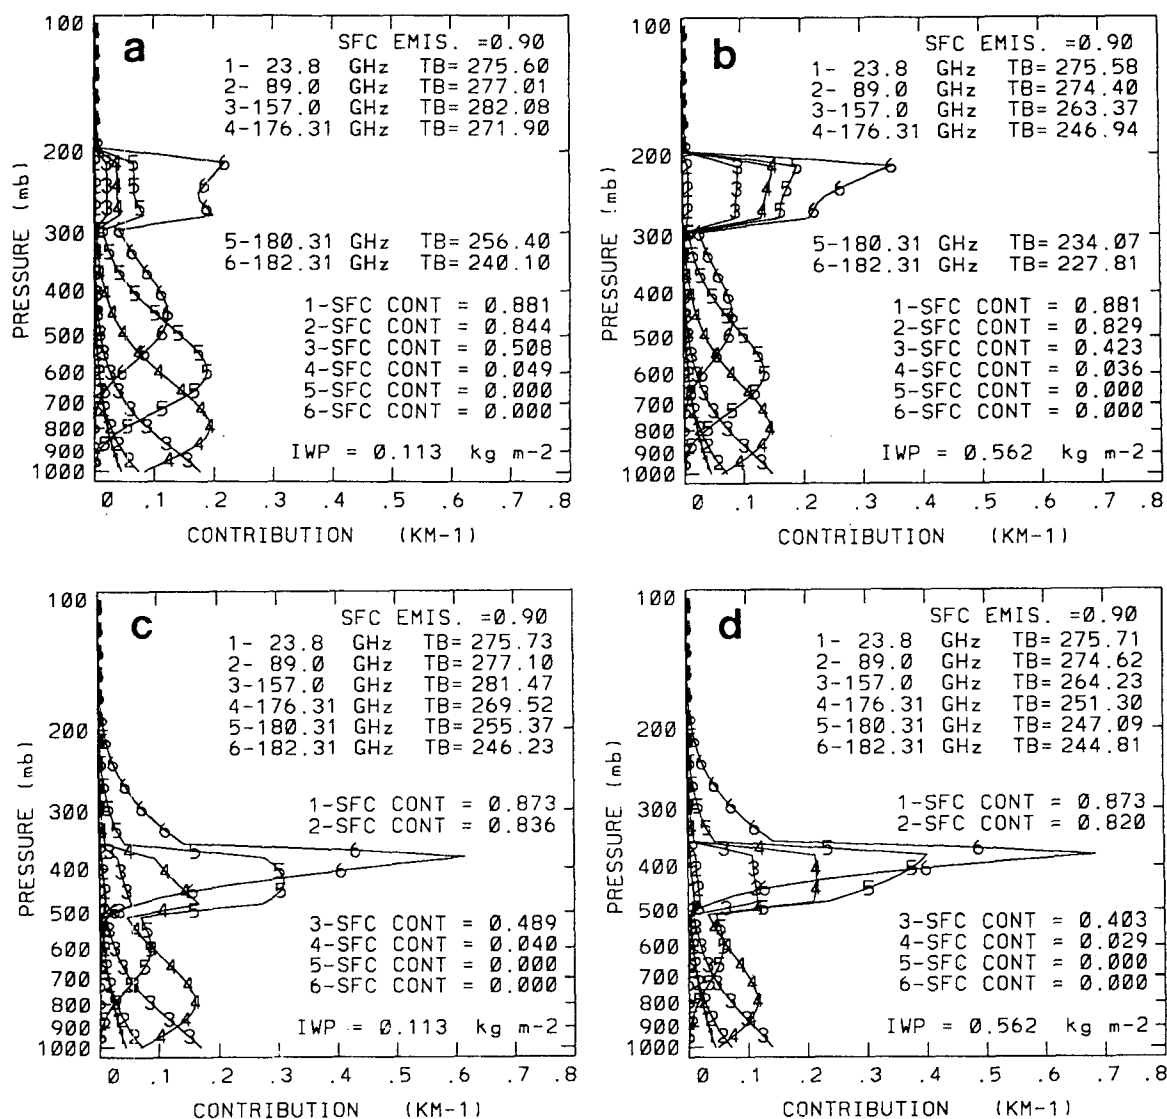 a
SFC EMIS. =0.90
1- 23.8 GHz TB= 275.60
2- 89.0 GHz TB= 277.01
3-157.0 GHz TB= 282.08
4-176.31 GHz TB= 271.90
5-180.31 GHz TB= 256.40
6-182.31 GHz TB= 240.10
1-SFC CONT = 0.881
2-SFC CONT = 0.844
3-SFC CONT = 0.508
4-SFC CONT = 0.049
5-SFC CONT = 0.000
6-SFC CONT = 0.000
IWP = 0.113 kg m-2
PRESSURE (mb)
100
200
300
400
500
600
700
800
900
1000
0 .1 .2 .3 .4 .5 .6 .7 .8
CONTRIBUTION (KM-1)
b
SFC EMIS. =0.90
1- 23.8 GHz TB= 275.58
2- 89.0 GHz TB= 274.40
3-157.0 GHz TB= 263.37
4-176.31 GHz TB= 246.94
5-180.31 GHz TB= 234.07
6-182.31 GHz TB= 227.81
1-SFC CONT = 0.881
2-SFC CONT = 0.829
3-SFC CONT = 0.423
4-SFC CONT = 0.036
5-SFC CONT = 0.000
6-SFC CONT = 0.000
IWP = 0.562 kg m-2
PRESSURE (mb)
100
200
300
400
500
600
700
800
900
1000
0 .1 .2 .3 .4 .5 .6 .7 .8
CONTRIBUTION (KM-1)
c
SFC EMIS. =0.90
1- 23.8 GHz TB= 275.73
2- 89.0 GHz TB= 277.10
3-157.0 GHz TB= 281.47
4-176.31 GHz TB= 269.52
5-180.31 GHz TB= 255.37
6-182.31 GHz TB= 246.23
1-SFC CONT = 0.873
2-SFC CONT = 0.836
3-SFC CONT = 0.489
4-SFC CONT = 0.040
5-SFC CONT = 0.000
6-SFC CONT = 0.000
IWP = 0.113 kg m-2
PRESSURE (mb)
100
200
300
400
500
600
700
800
900
1000
0 .1 .2 .3 .4 .5 .6 .7 .8
CONTRIBUTION (KM-1)
d
SFC EMIS. =0.90
1- 23.8 GHz TB= 275.71
2- 89.0 GHz TB= 274.62
3-157.0 GHz TB= 264.23
4-176.31 GHz TB= 251.30
5-180.31 GHz TB= 247.09
6-182.31 GHz TB= 244.81
1-SFC CONT = 0.873
2-SFC CONT = 0.820
3-SFC CONT = 0.403
4-SFC CONT = 0.029
5-SFC CONT = 0.000
6-SFC CONT = 0.000
IWP = 0.562 kg m-2
PRESSURE (mb)
100
200
300
400
500
600
700
800
900
1000
0 .1 .2 .3 .4 .5 .6 .7 .8
CONTRIBUTION (KM-1)